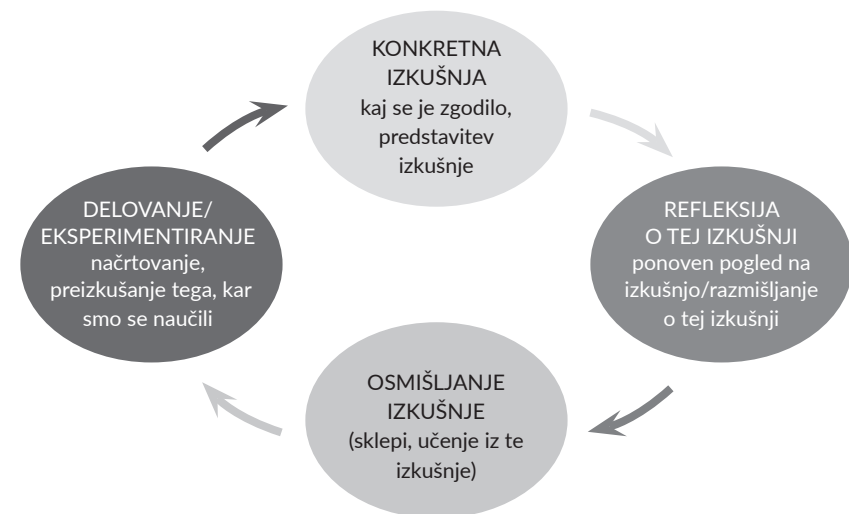 KONKRETNA
IZKUŠNJA
kaj se je zgodilo,
predstavitev
izkušnje
REFLEKSIJA
O TEJ IZKUŠNJI
ponoven pogled na
izkušnjo/razmišljanje
o tej izkušnji
OSMIŠLJANJE
IZKUŠNJE
(sklepi, učenje iz te
izkušnje)
DELOVANJE/
EKSPERIMENTIRANJE
načrtovanje,
preizkušanje tega, kar
smo se naučili